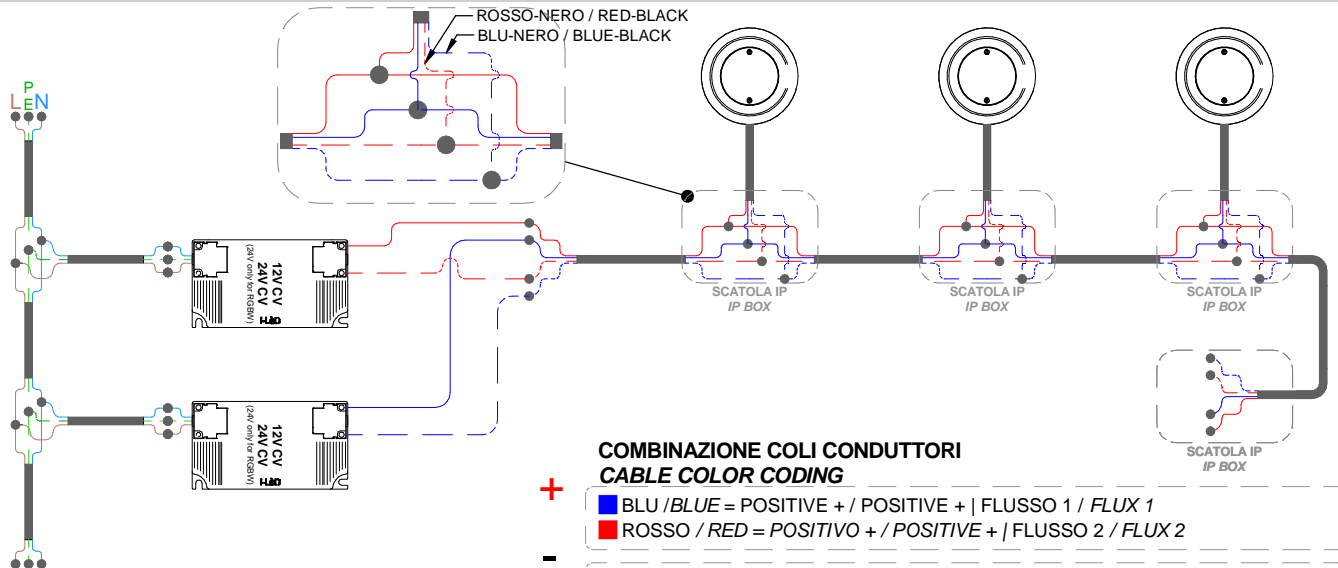 ROSSO-NERO / RED-BLACK
BLU-NERO / BLUE-BLACK
L PE N
12V CV
24V CV
(24V only for RGBW)
SCATOLA IP
IP BOX
SCATOLA IP
IP BOX
SCATOLA IP
IP BOX
12V CV
24V CV
(24V only for RGBW)
SCATOLA IP
IP BOX
COMBINAZIONE COLI CONDUTTORI
CABLE COLOR CODING
+
BLU / BLUE = POSITIVE + / POSITIVE + | FLUSSO 1 / FLUX 1
ROSSO / RED = POSITIVO + / POSITIVE + | FLUSSO 2 / FLUX 2
-